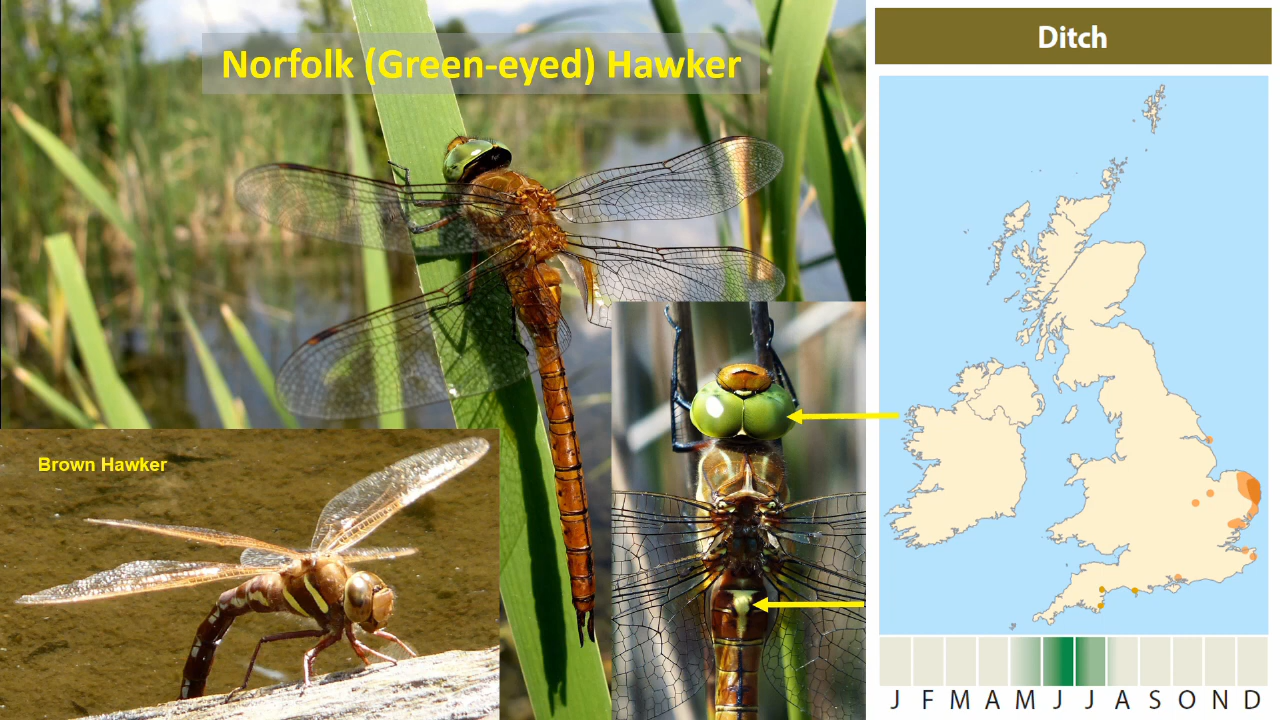 Norfolk (Green-eyed) Hawker
Ditch
Brown Hawker
J F M A M J J A S O N D